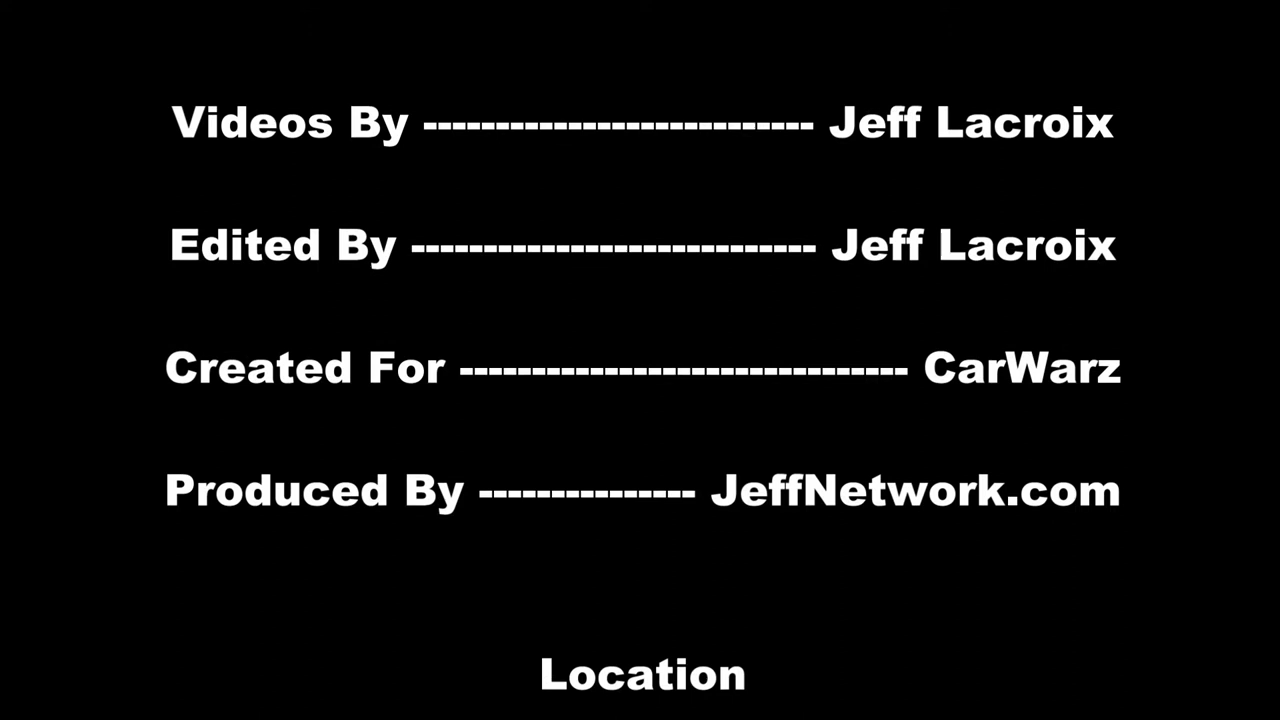 Videos By --------------------------- Jeff Lacroix
Edited By ---------------------------- Jeff Lacroix
Created For ------------------------------- CarWarz
Produced By --------------- JeffNetwork.com
Location